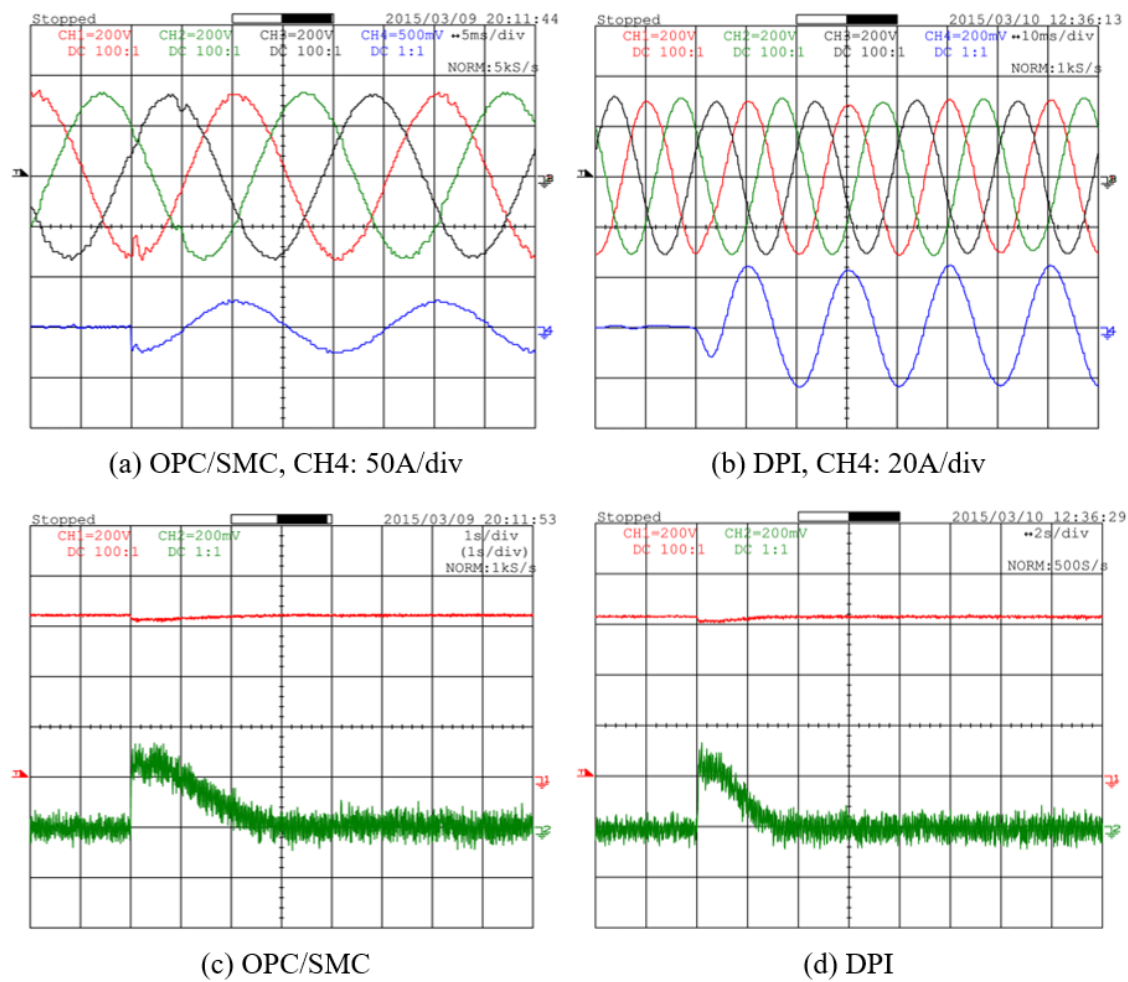 Stopped 2015/03/09 20:11:44
CH1=200V CH2=200V CH3=200V CH4=500mV ↔5ms/div
DC 100:1 DC 100:1 DC 100:1 DC 1:1
NORM:5kS/s
(a) OPC/SMC, CH4: 50A/div
Stopped 2015/03/10 12:36:13
CH1=200V CH2=200V CH3=200V CH4=200mV ↔10ms/div
DC 100:1 DC 100:1 DC 100:1 DC 1:1
NORM:1kS/s
(b) DPI, CH4: 20A/div
Stopped 2015/03/09 20:11:53
CH1=200V CH2=200mV 1s/div
DC 100:1 DC 1:1 (1s/div)
NORM:1kS/s
1
2
(c) OPC/SMC
Stopped 2015/03/10 12:36:29
CH1=200V CH2=200mV ↔2s/div
DC 100:1 DC 1:1
NORM:500S/s
1
2
(d) DPI